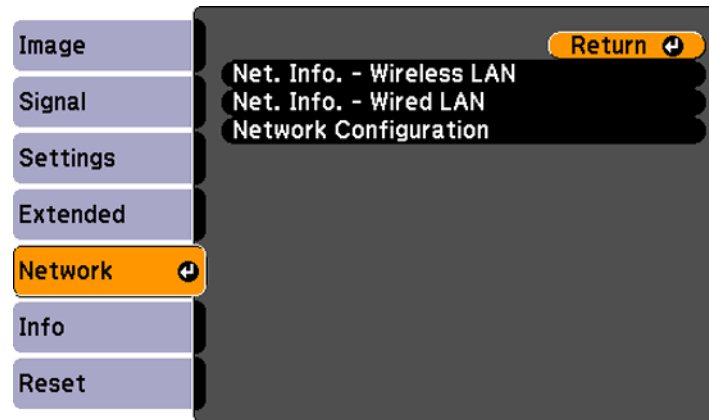 Image
Signal
Settings
Extended
Network
Info
Reset
Return
Net. Info. - Wireless LAN
Net. Info. - Wired LAN
Network Configuration